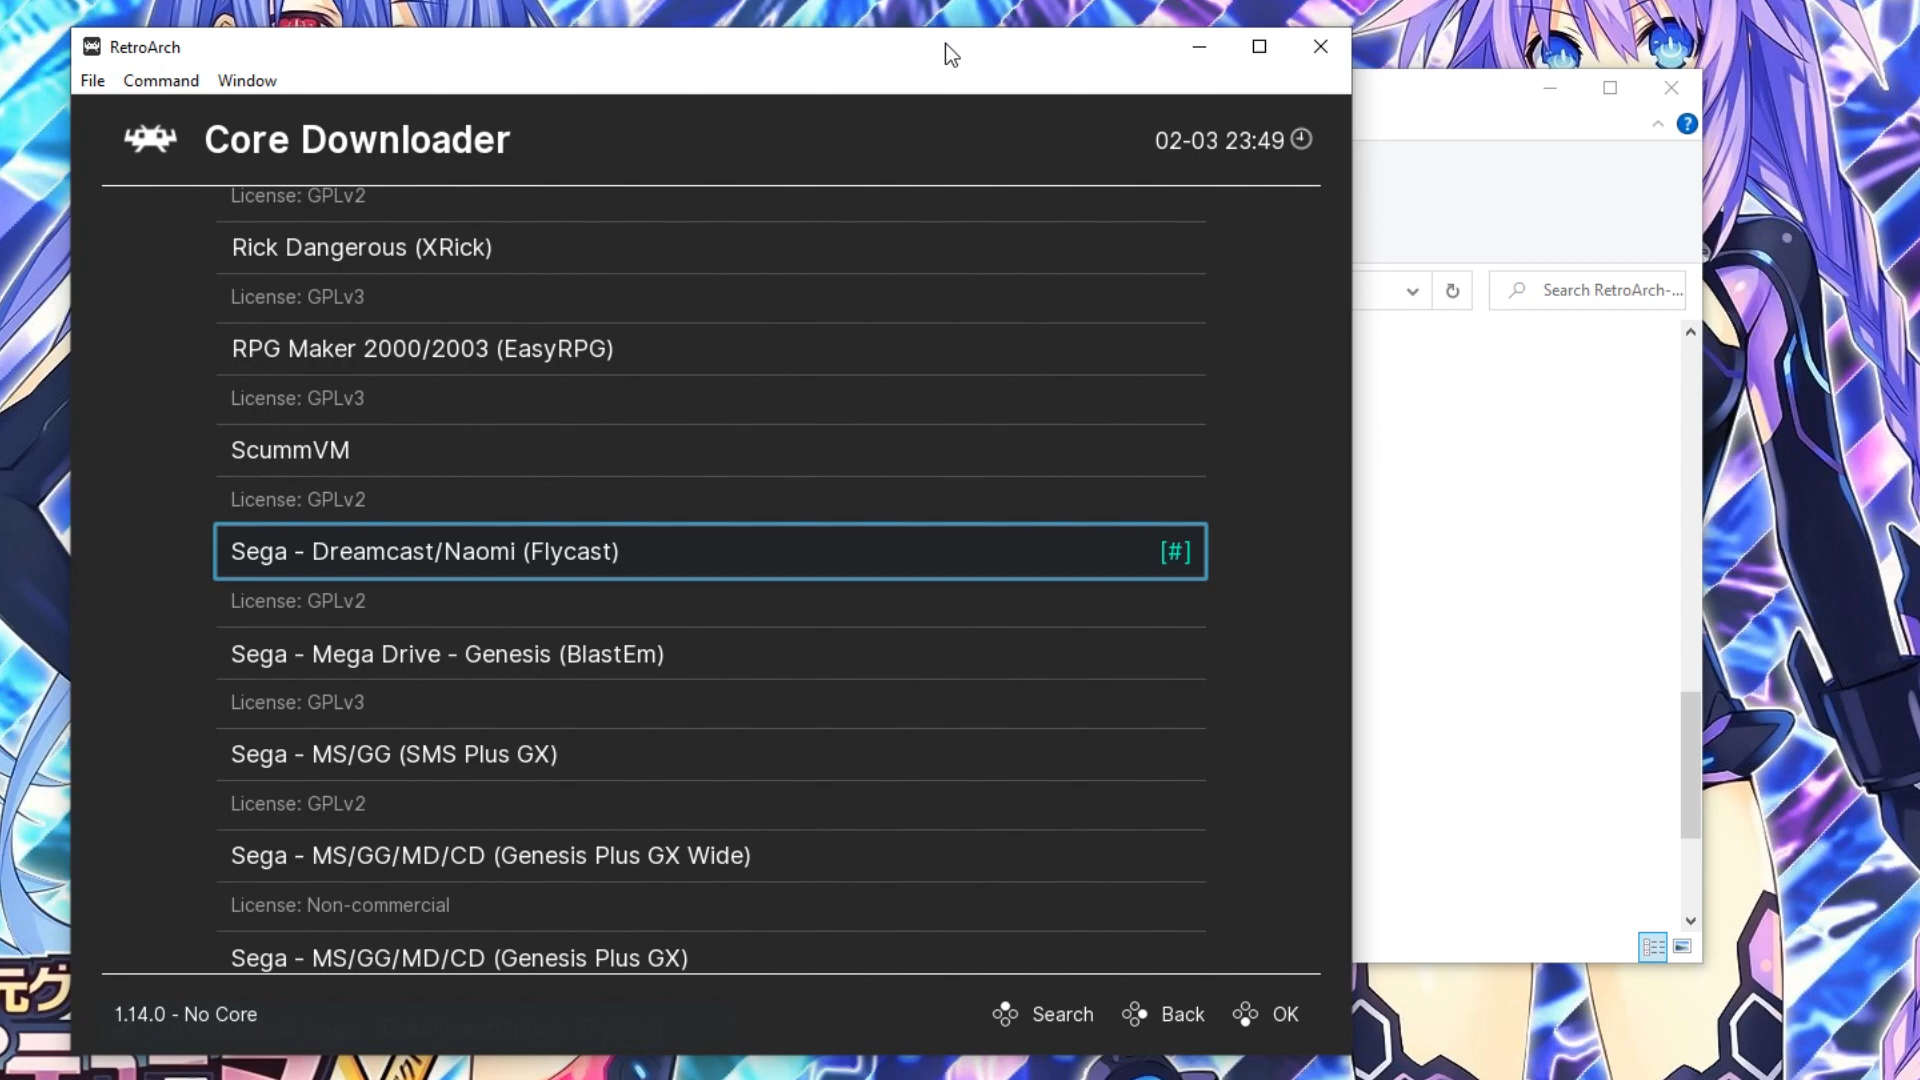 RetroArch
File Command Window
Core Downloader
02-03 23:49
License: GPLv2
Rick Dangerous (XRick)
License: GPLv3
RPG Maker 2000/2003 (EasyRPG)
License: GPLv3
ScummVM
License: GPLv2
Sega - Dreamcast/Naomi (Flycast) [#]
License: GPLv2
Sega - Mega Drive - Genesis (BlastEm)
License: GPLv3
Sega - MS/GG (SMS Plus GX)
License: GPLv2
Sega - MS/GG/MD/CD (Genesis Plus GX Wide)
License: Non-commercial
Sega - MS/GG/MD/CD (Genesis Plus GX)
1.14.0 - No Core
Search Back OK
Search RetroArch-...